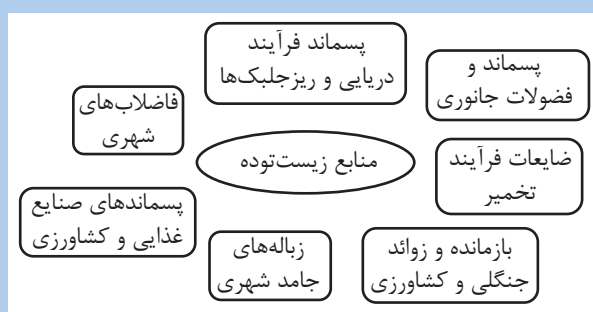 پسماند فرآیند
دریایی و ریزجلبک‌ها
پسماند و
فضولات جانوری
فاضلاب‌های
شهری
منابع زیست‌توده
ضایعات فرآیند
تخمیر
پسماندهای صنایع
غذایی و کشاورزی
زباله‌های
جامد شهری
بازمانده و زوائد
جنگلی و کشاورزی